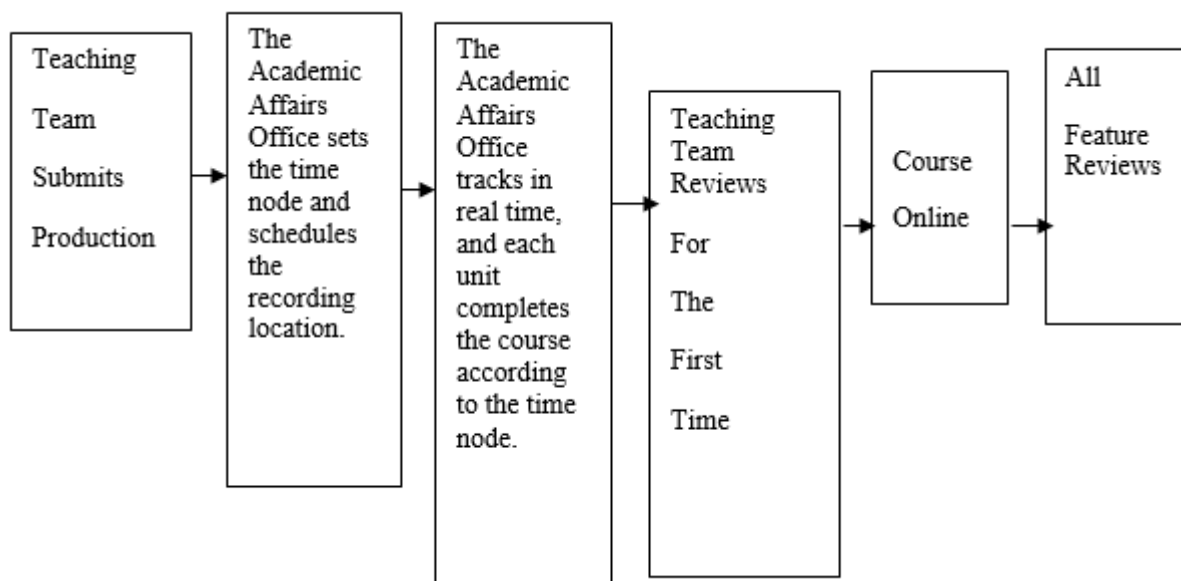 Teaching
Team
Submits
Production
The
Academic
Affairs
Office sets
the time
node and
schedules
the
recording
location.
The
Academic
Affairs
Office
tracks in
real time,
and each
unit
completes
the course
according
to the time
node.
Teaching
Team
Reviews
For
The
First
Time
Course
Online
All
Feature
Reviews